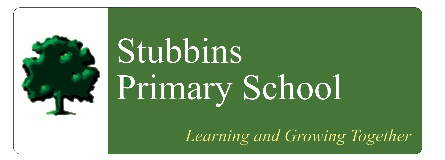 Stubbins
Primary School
Learning and Growing Together